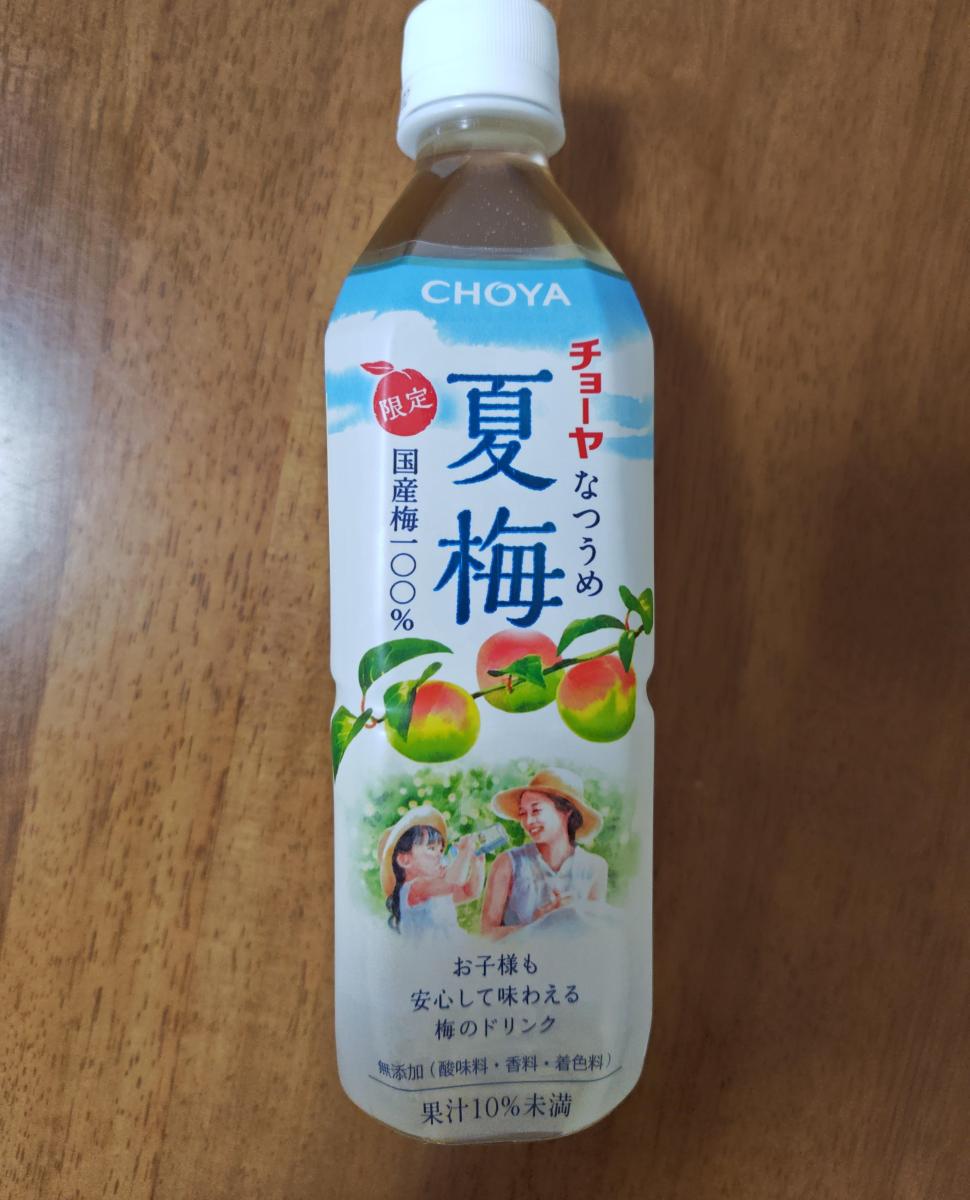 CHOYA
チョーヤ
なつうめ
夏梅
限定
国産梅一〇〇%
お子様も
安心して味わえる
梅のドリンク
無添加(酸味料・香料・着色料)
果汁10%未満